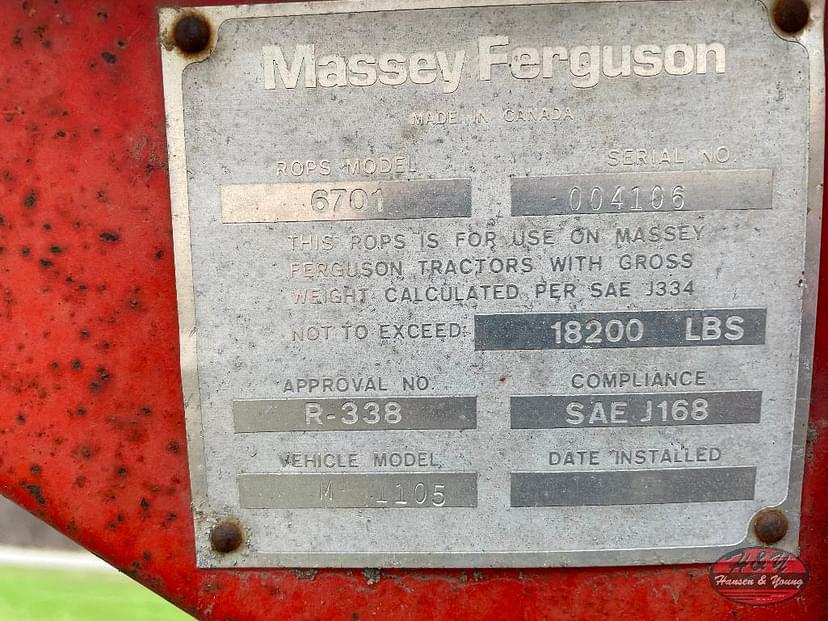 Massey Ferguson
MADE IN CANADA
ROPS MODEL SERIAL NO
6701 004106
THIS ROPS IS FOR USE ON MASSEY
FERGUSON TRACTORS WITH GROSS
WEIGHT CALCULATED PER SAE J334
NOT TO EXCEED: 18200 LBS
APPROVAL NO. COMPLIANCE
R-338 SAE J168
VEHICLE MODEL DATE INSTALLED
M 1105
H & Y
Hansen & Young